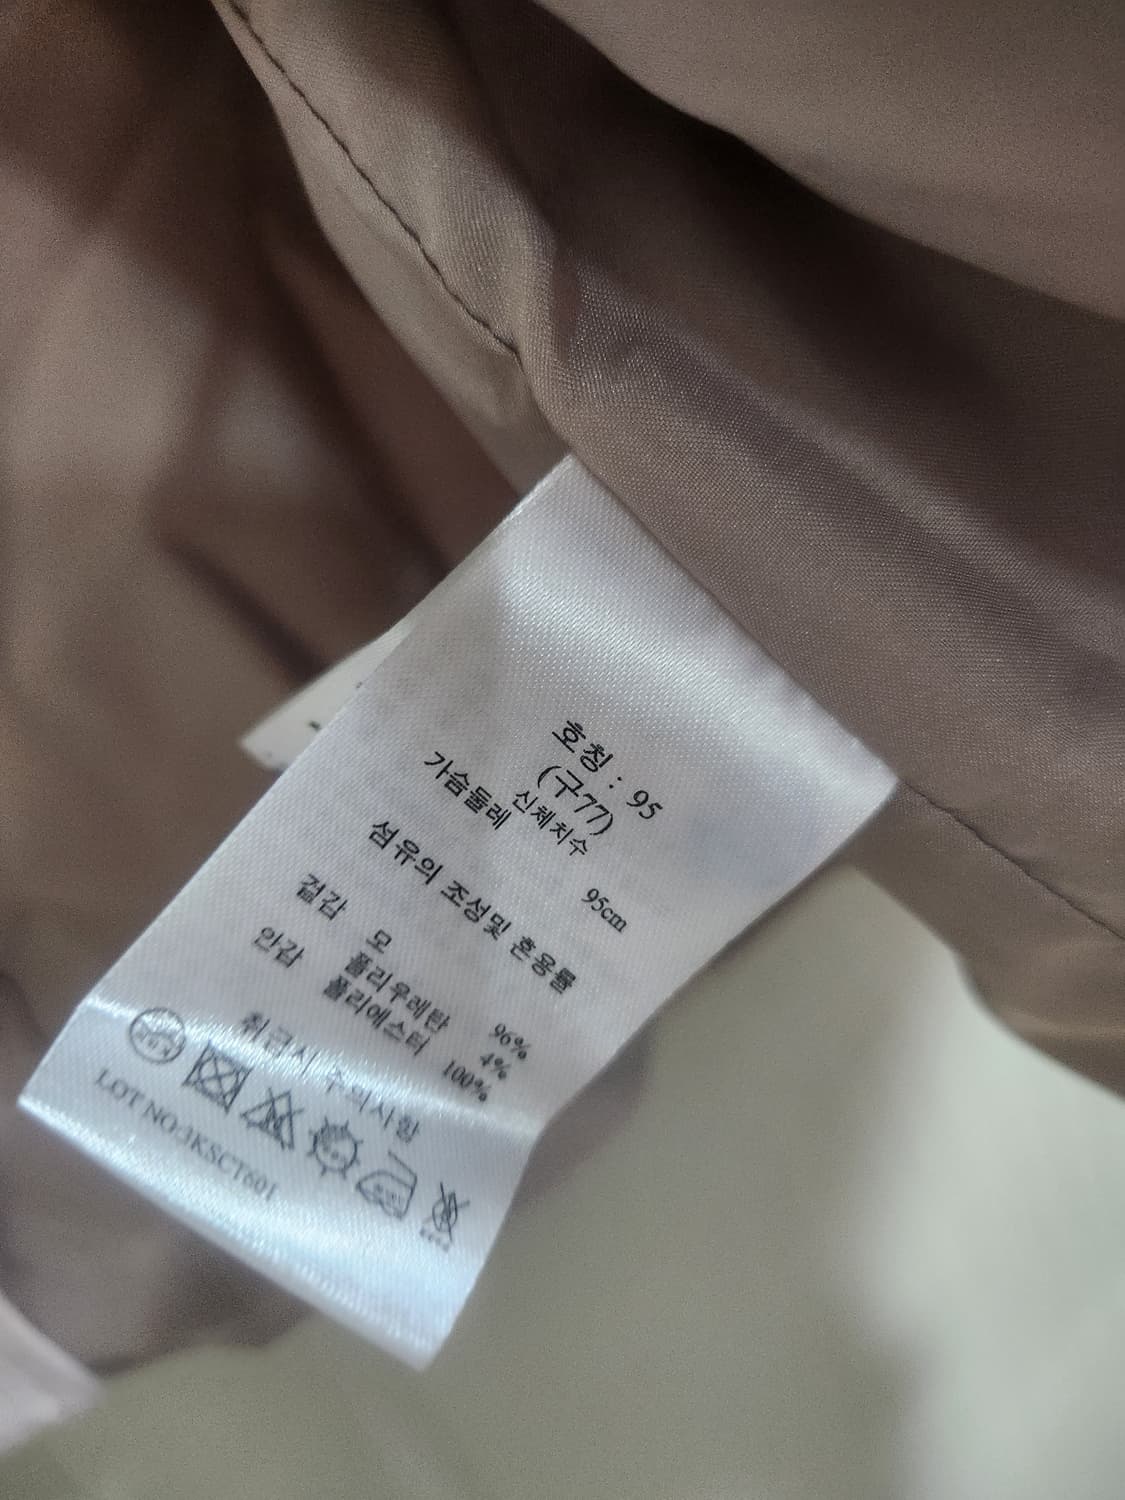 호칭 : 95
(구77)
신체치수
가슴둘레 95cm
섬유의 조성및 혼용률
겉감 모 96%
폴리우레탄 4%
안감 폴리에스터 100%
취급시 주의사항
LOT NO:3KSCT601